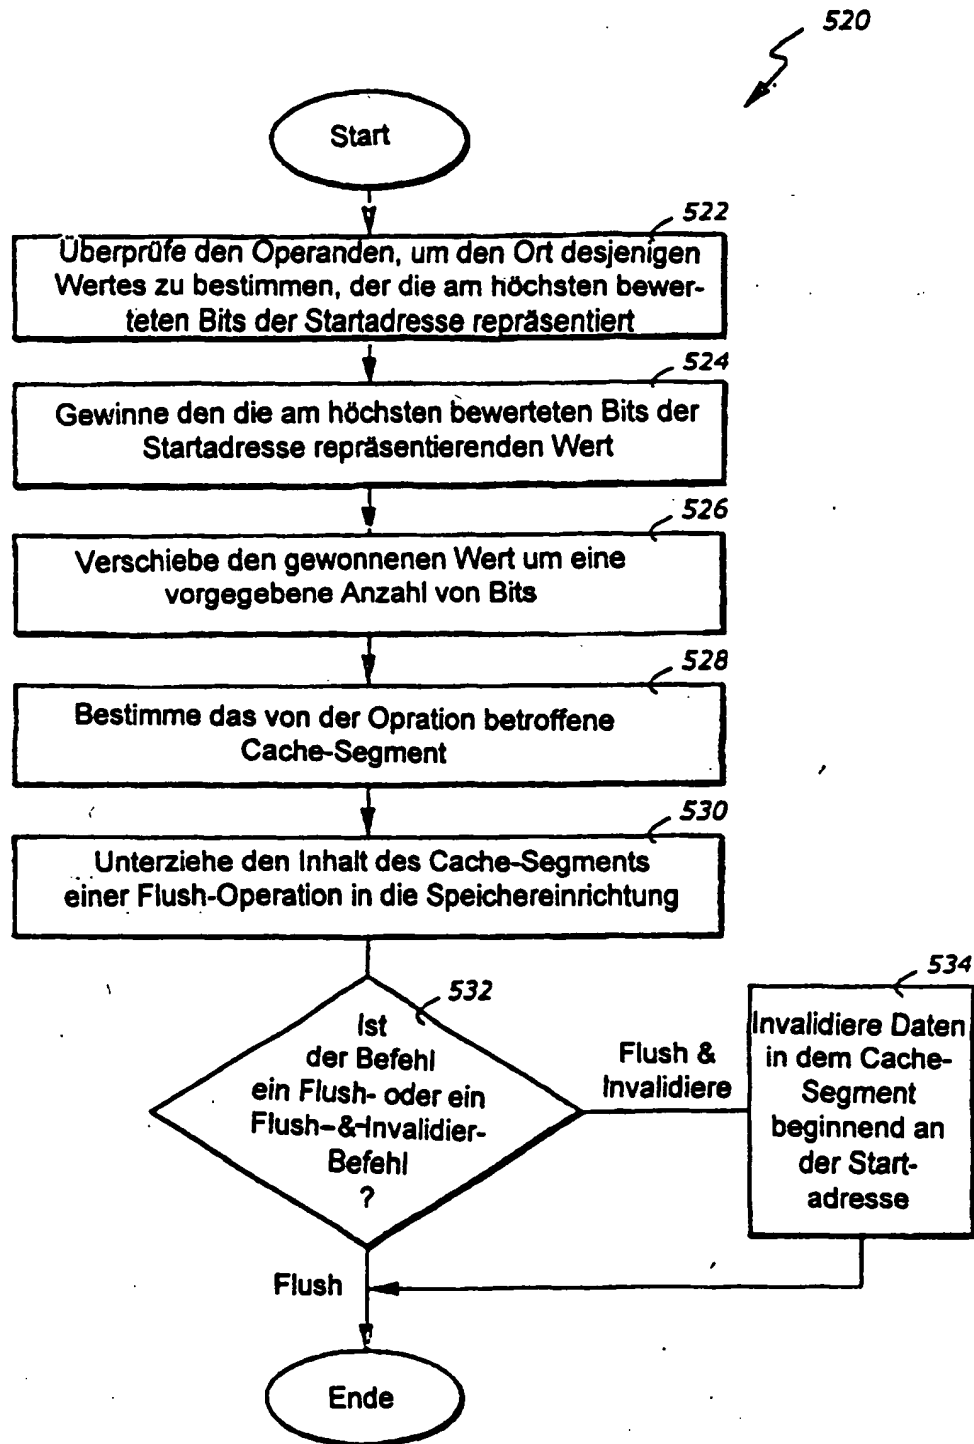 520
Start
522
Überprüfe den Operanden, um den Ort desjenigen
Wertes zu bestimmen, der die am höchsten bewer-
teten Bits der Startadresse repräsentiert
524
Gewinne den die am höchsten bewerteten Bits der
Startadresse repräsentierenden Wert
526
Verschiebe den gewonnenen Wert um eine
vorgegebene Anzahl von Bits
528
Bestimme das von der Opration betroffene
Cache-Segment
530
Unterziehe den Inhalt des Cache-Segments
einer Flush-Operation in die Speichereinrichtung
532
Ist
der Befehl
ein Flush- oder ein
Flush-&-Invalidier-
Befehl
?
Flush &
Invalidiere
534
Invalidiere Daten
in dem Cache-
Segment
beginnend an
der Start-
adresse
Flush
Ende